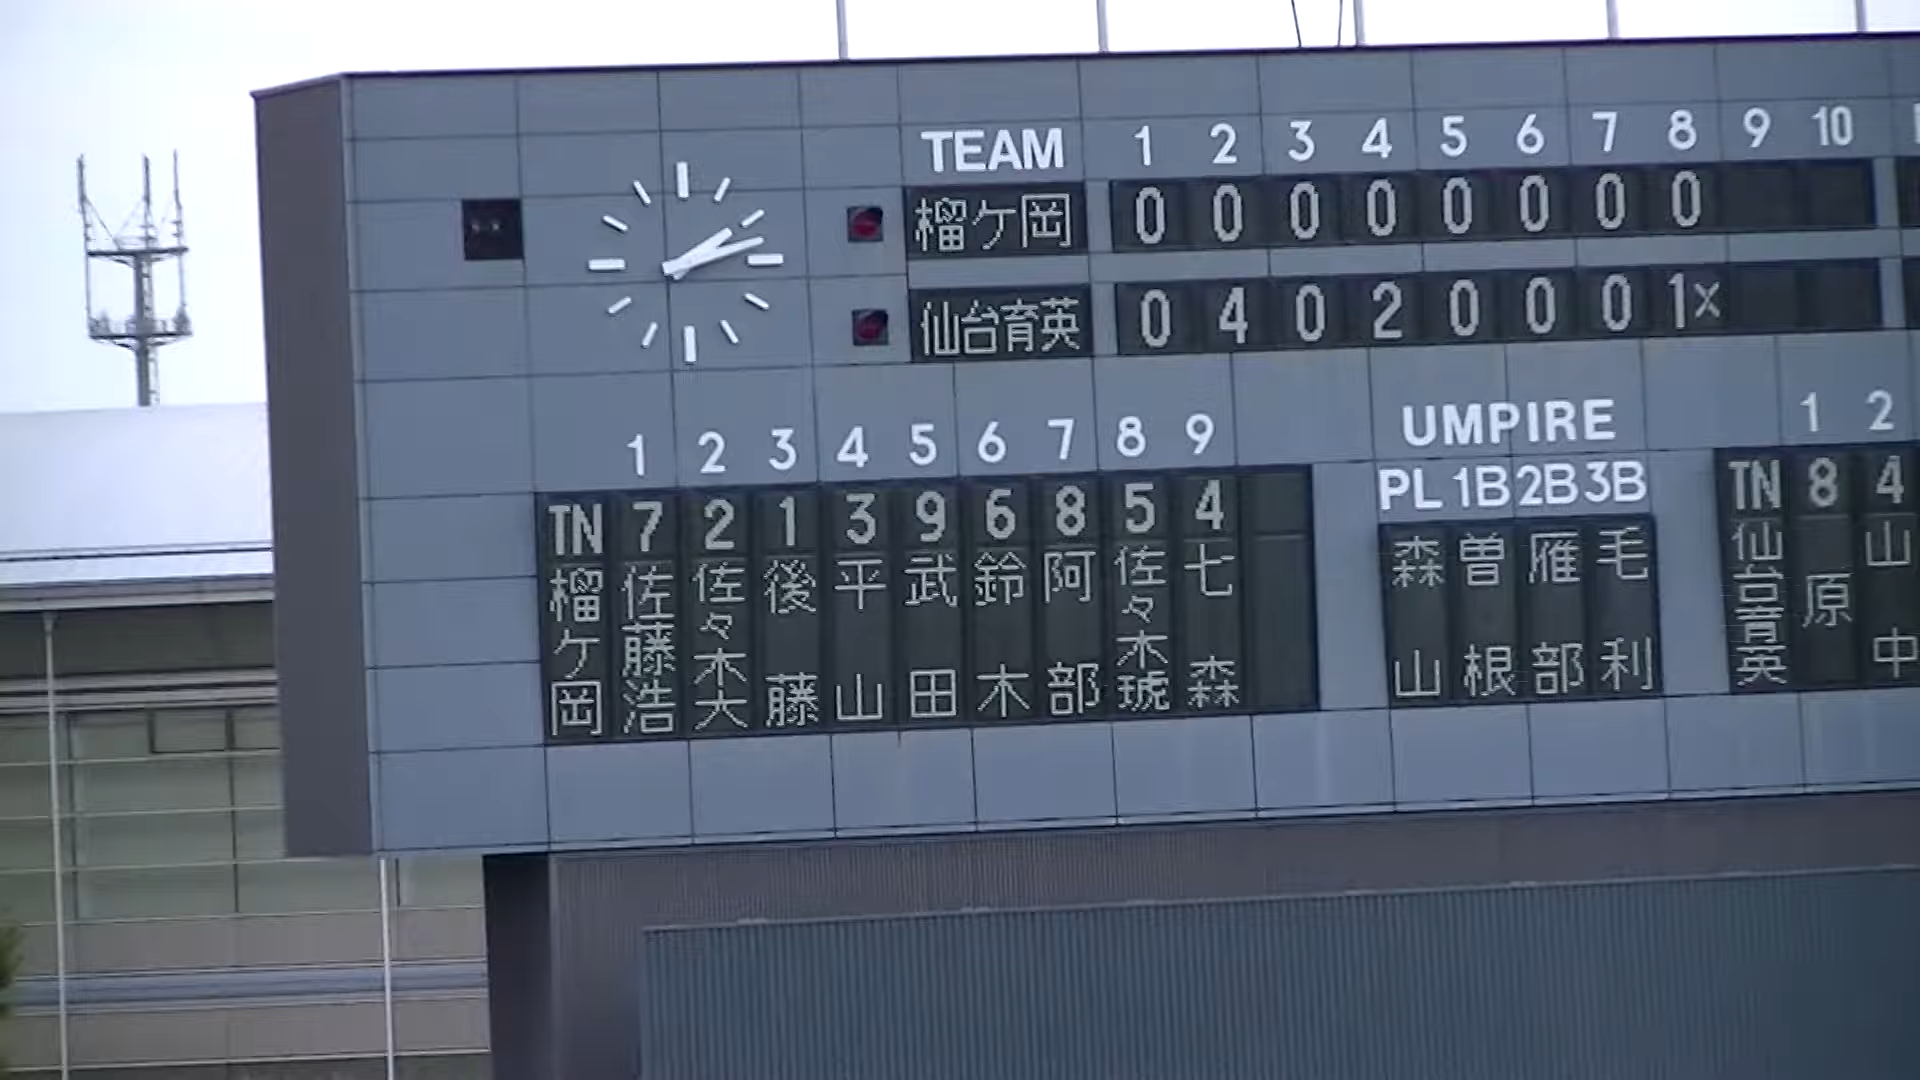 TEAM 1 2 3 4 5 6 7 8 9 10
榴ケ岡 0 0 0 0 0 0 0 0
仙台育英 0 4 0 2 0 0 0 1x
1 2 3 4 5 6 7 8 9
UMPIRE
PL 1B 2B 3B
1 2
TN 7 2 1 3 9 6 8 5 4
榴ケ岡
佐藤浩
佐々木大
後藤
平山
武田
鈴木
阿部
佐々木琥
七森
森山
曽根
雁部
毛利
TN 8 4
仙台育英
原
山中